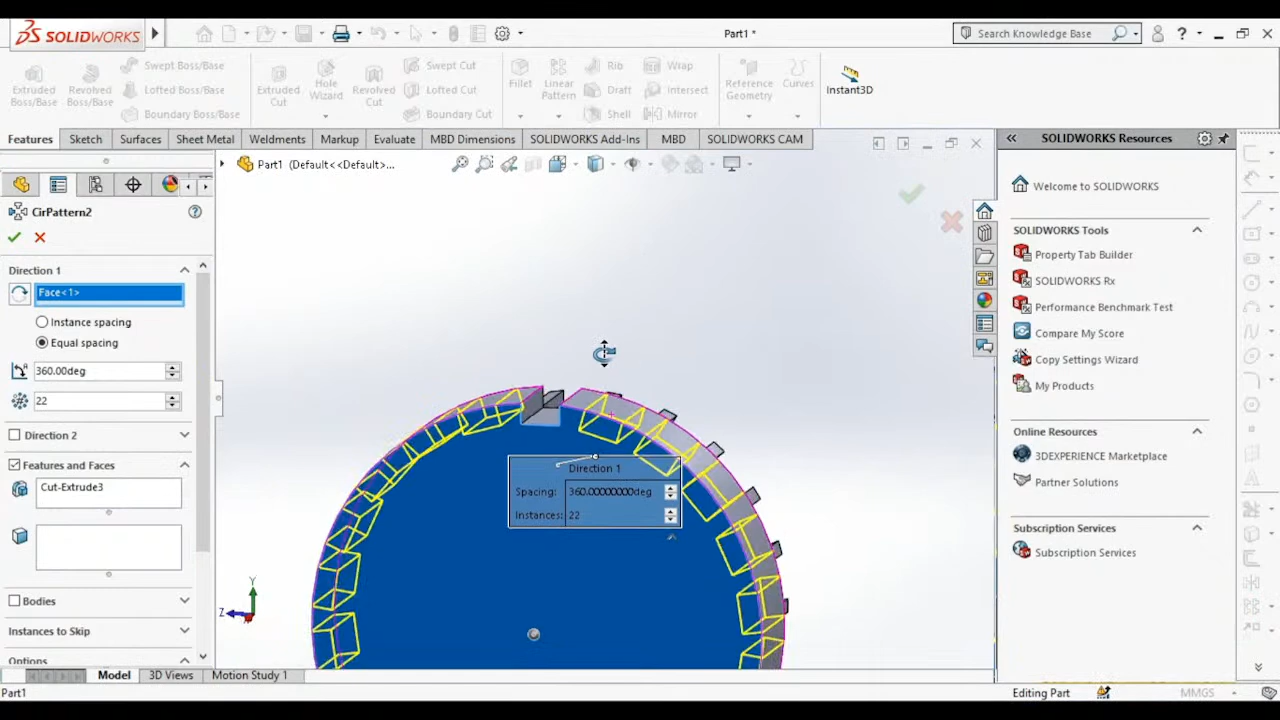 SOLIDWORKS
Part1 *
Search Knowledge Base
Extruded Boss/Base
Revolved Boss/Base
Swept Boss/Base
Lofted Boss/Base
Boundary Boss/Base
Extruded Cut
Hole Wizard
Revolved Cut
Swept Cut
Lofted Cut
Boundary Cut
Fillet
Linear Pattern
Rib
Draft
Shell
Wrap
Intersect
Mirror
Reference Geometry
Curves
Instant3D
Features
Sketch
Surfaces
Sheet Metal
Weldments
Markup
Evaluate
MBD Dimensions
SOLIDWORKS Add-Ins
MBD
SOLIDWORKS CAM
SOLIDWORKS Resources
Part1 (Default<<Default>...
CirPattern2
Direction 1
Face<1>
Instance spacing
Equal spacing
360.00deg
22
Direction 2
Features and Faces
Cut-Extrude3
Bodies
Instances to Skip
Options
Direction 1
Spacing: 360.00000000deg
Instances: 22
Y
Z
Welcome to SOLIDWORKS
SOLIDWORKS Tools
Property Tab Builder
SOLIDWORKS Rx
Performance Benchmark Test
Compare My Score
Copy Settings Wizard
My Products
Online Resources
3DEXPERIENCE Marketplace
Partner Solutions
Subscription Services
Subscription Services
Model
3D Views
Motion Study 1
Part1
Editing Part
MMGS